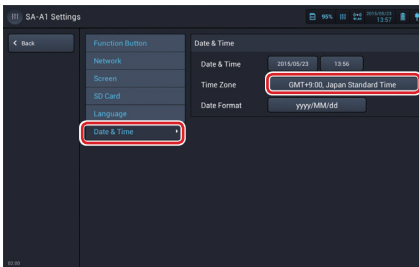 SA-A1 Settings
95%
2015/05/23
13:57
Back
Function Button
Network
Screen
SD Card
Language
Date & Time
Date & Time
Date & Time
2015/05/23
13:56
Time Zone
GMT+9:00, Japan Standard Time
Date Format
yyyy/MM/dd
02:00